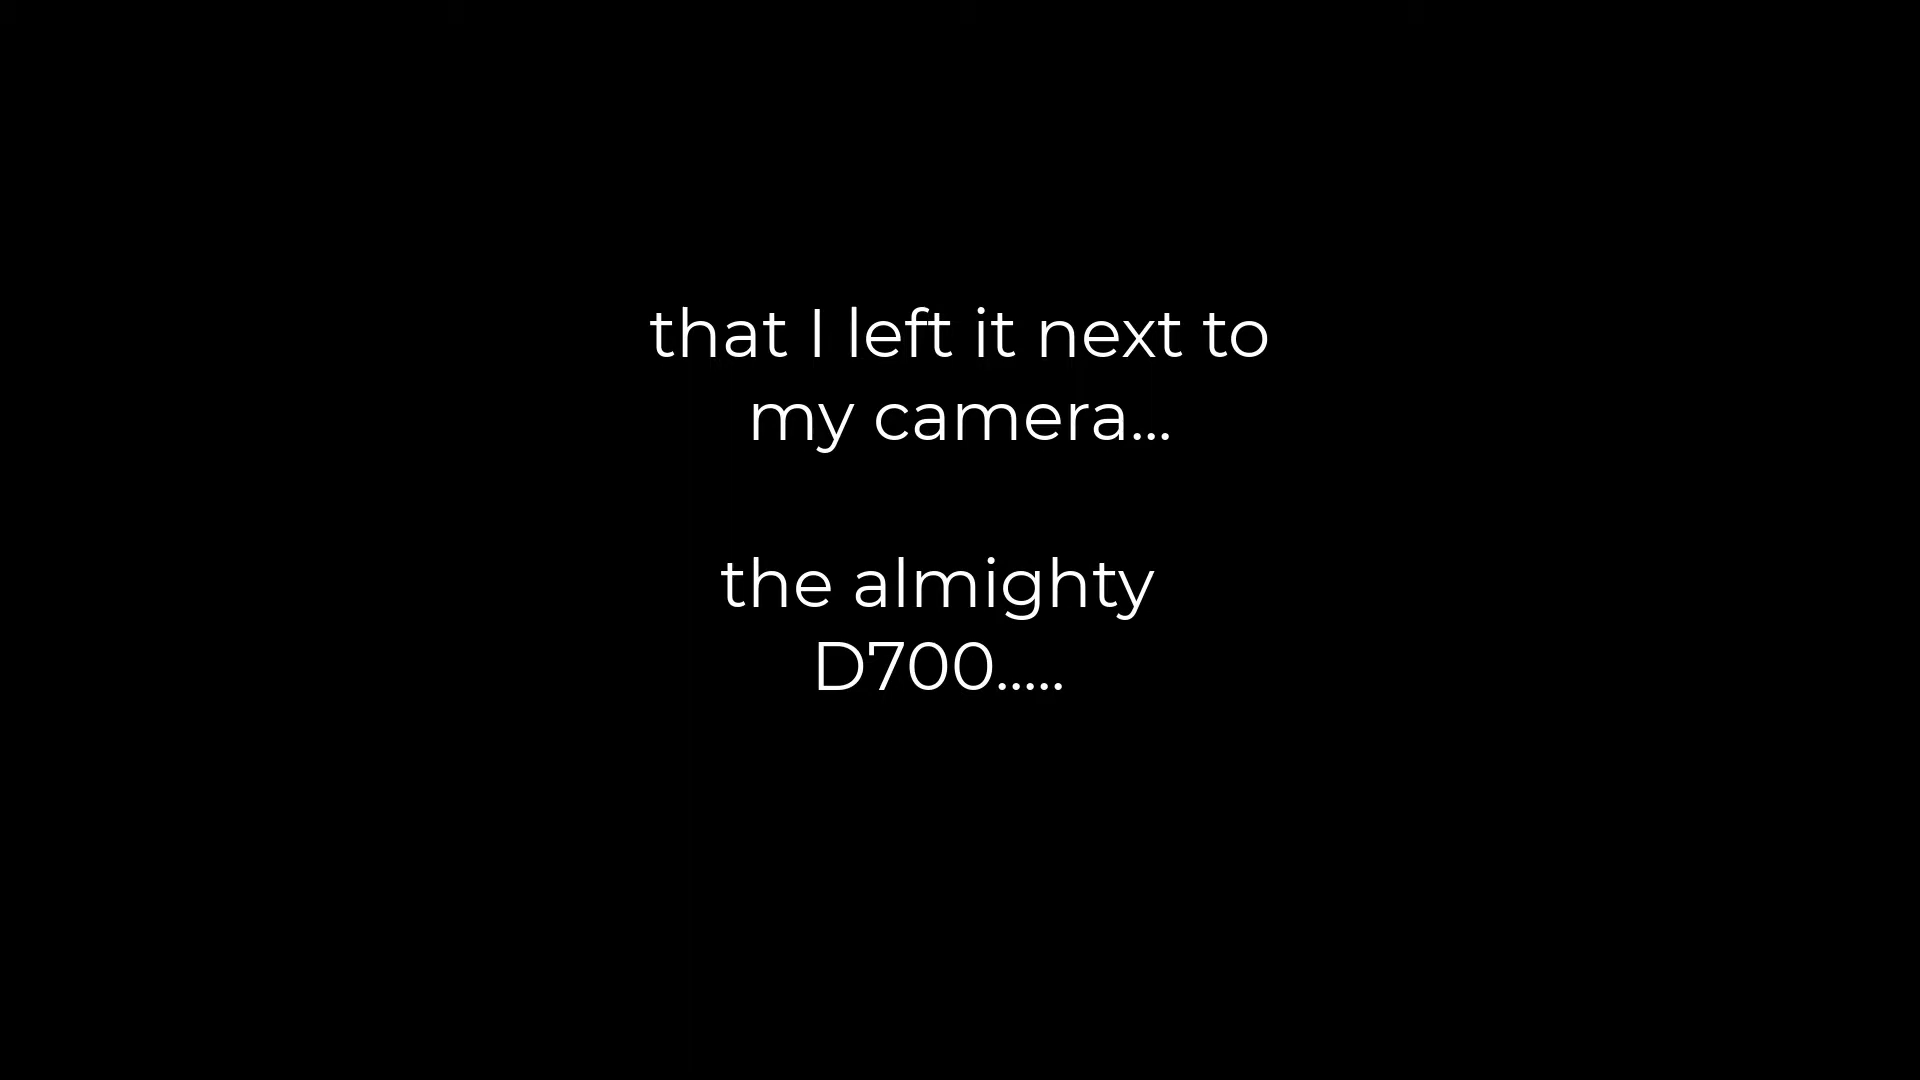 that I left it next to
my camera...
the almighty
D700.....